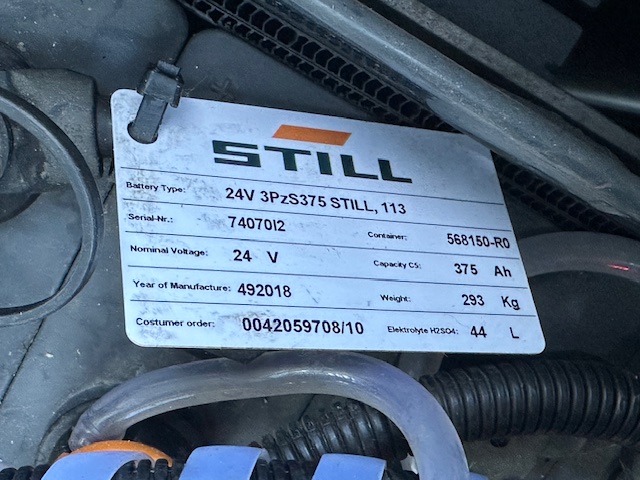 STILL
Battery Type: 24V 3PzS375 STILL, 113
Serial-Nr.: 74070I2 Container: 568150-R0
Nominal Voltage: 24 V Capacity C5: 375 Ah
Year of Manufacture: 492018 Weight: 293 Kg
Costumer order: 0042059708/10 Elektrolyte H2SO4: 44 L